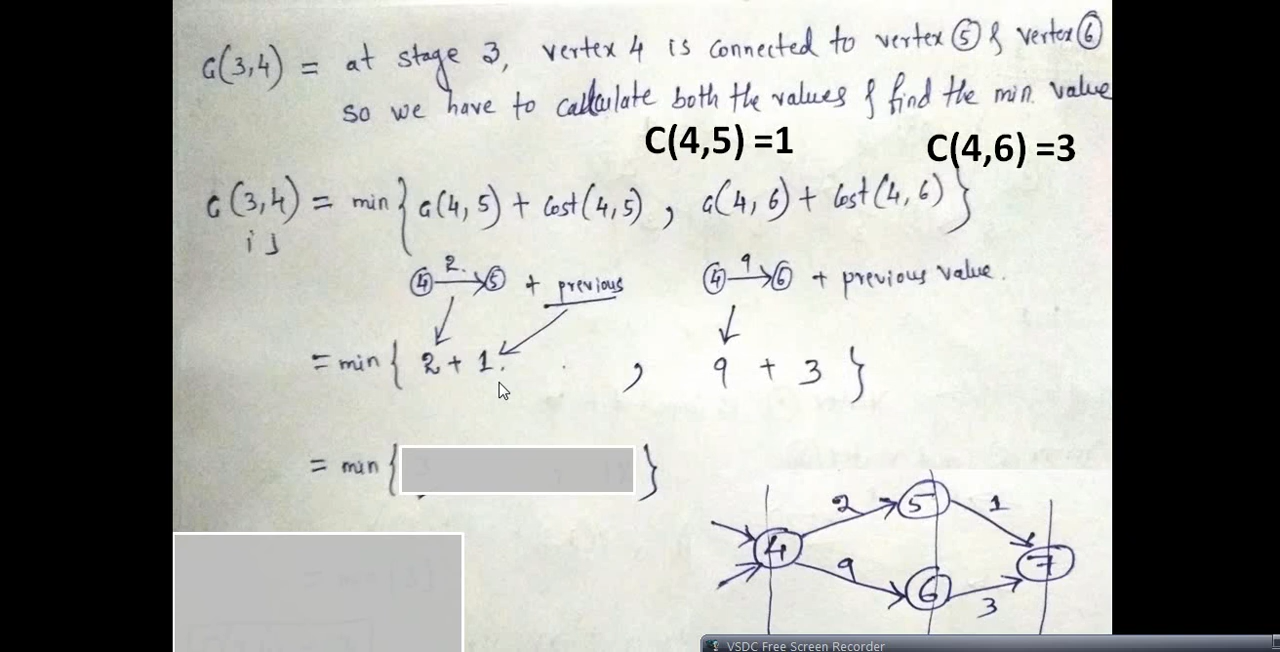 G(3,4) = at stage 3, vertex 4 is connected to vertex ⑤ & vertex ⑥
so we have to calculate both the values & find the min. value
C(4,5) =1 C(4,6) =3
G(3,4) = min{G(4,5) + Cost(4,5) , G(4,6) + Cost(4,6)}
i j
④ 2. ⑤ + previous ④ 9 ⑥ + previous value.
= min { 2 + 1. , 9 + 3 }
= min { }
2 5 1
4 7
9 6 3
VSDC Free Screen Recorder